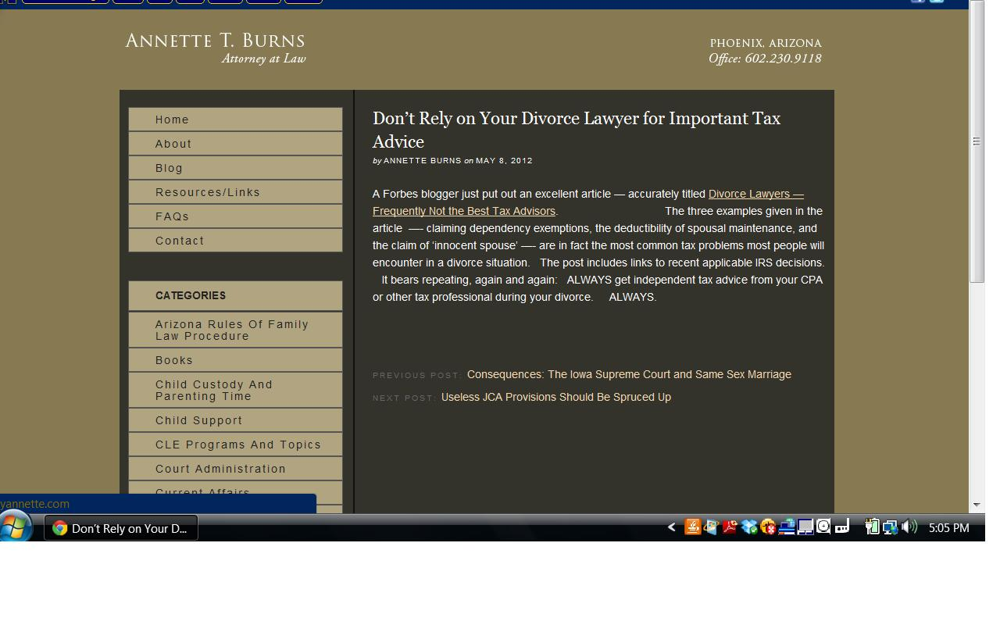 ANNETTE T. BURNS
Attorney at Law
PHOENIX, ARIZONA
Office: 602.230.9118
Home
About
Blog
Resources/Links
FAQs
Contact
CATEGORIES
Arizona Rules Of Family
Law Procedure
Books
Child Custody And
Parenting Time
Child Support
CLE Programs And Topics
Court Administration
Current Affairs
Don’t Rely on Your Divorce Lawyer for Important Tax
Advice
by ANNETTE BURNS on MAY 8, 2012
A Forbes blogger just put out an excellent article — accurately titled Divorce Lawyers —
Frequently Not the Best Tax Advisors. The three examples given in the
article —- claiming dependency exemptions, the deductibility of spousal maintenance, and
the claim of ‘innocent spouse’ —- are in fact the most common tax problems most people will
encounter in a divorce situation. The post includes links to recent applicable IRS decisions.
It bears repeating, again and again: ALWAYS get independent tax advice from your CPA
or other tax professional during your divorce. ALWAYS.
PREVIOUS POST: Consequences: The Iowa Supreme Court and Same Sex Marriage
NEXT POST: Useless JCA Provisions Should Be Spruced Up
yannette.com
Don’t Rely on Your D...
5:05 PM